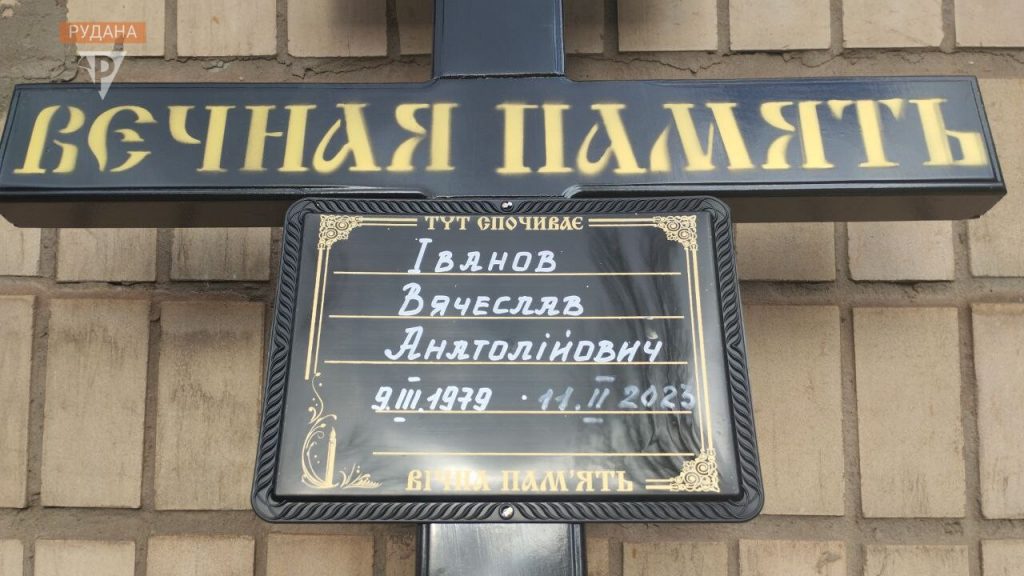 РУДАНА
Р
ВЕЧНАЯ ПАМЯТЬ
ТУТ СПОЧИВАЄ
Іванов
Вячеслав
Анатолійович
9.III.1979 · 11.II 2023
ВІЧНА ПАМ'ЯТЬ